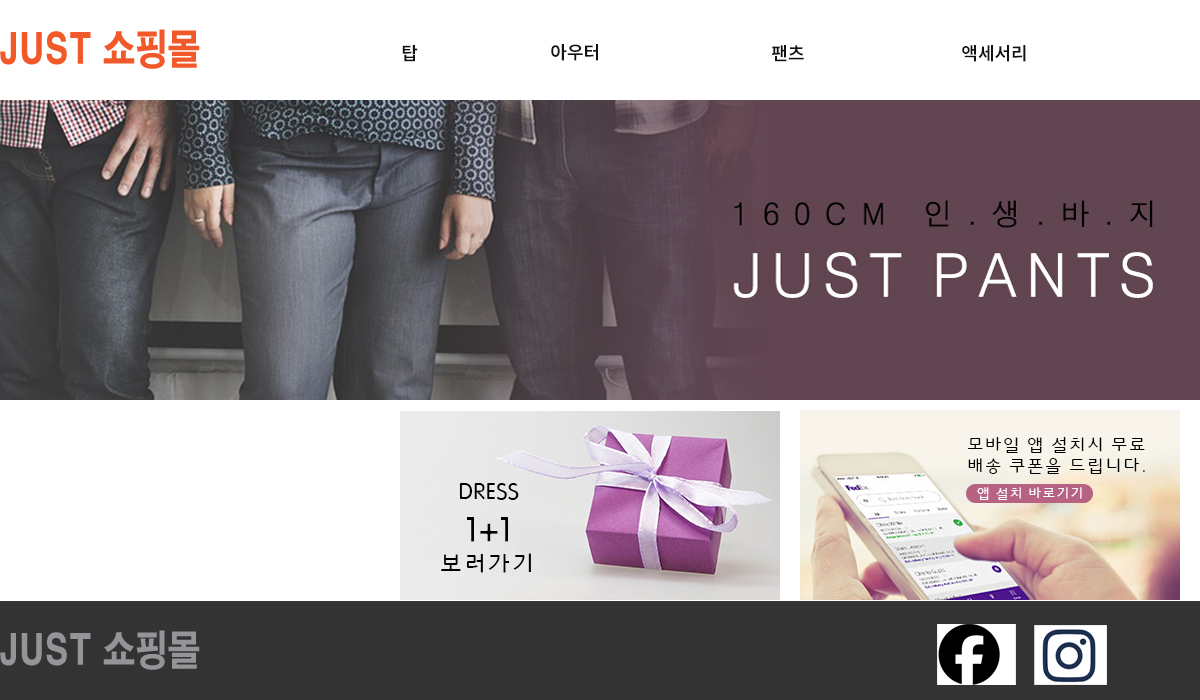 JUST 쇼핑몰
탑 아우터 팬츠 액세서리
160CM 인.생.바.지
JUST PANTS
DRESS
1+1
보러가기
모바일 앱 설치시 무료
배송 쿠폰을 드립니다.
앱 설치 바로기기
FedEx
JUST 쇼핑몰